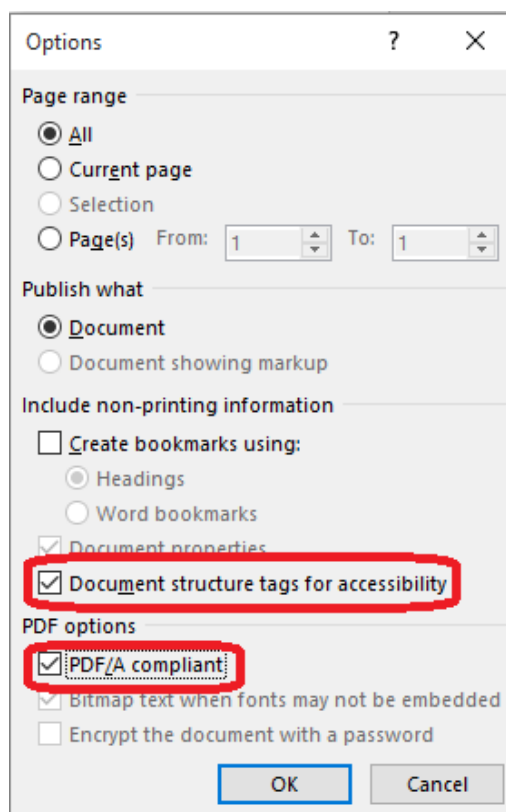 Options ? ×
Page range
All
Current page
Selection
Page(s) From: 1 To: 1
Publish what
Document
Document showing markup
Include non-printing information
Create bookmarks using:
Headings
Word bookmarks
Document properties
Document structure tags for accessibility
PDF options
PDF/A compliant
Bitmap text when fonts may not be embedded
Encrypt the document with a password
OK Cancel